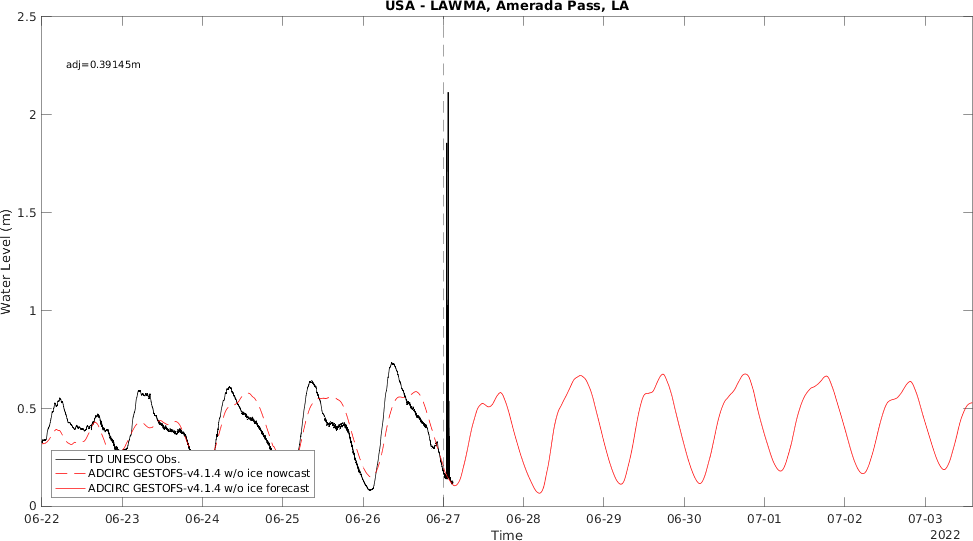 USA - LAWMA, Amerada Pass, LA
2.5
adj=0.39145m
2
1.5
Water Level (m)
1
0.5
TD UNESCO Obs.
ADCIRC GESTOFS-v4.1.4 w/o ice nowcast
ADCIRC GESTOFS-v4.1.4 w/o ice forecast
0
06-22 06-23 06-24 06-25 06-26 06-27 06-28 06-29 06-30 07-01 07-02 07-03
Time
2022